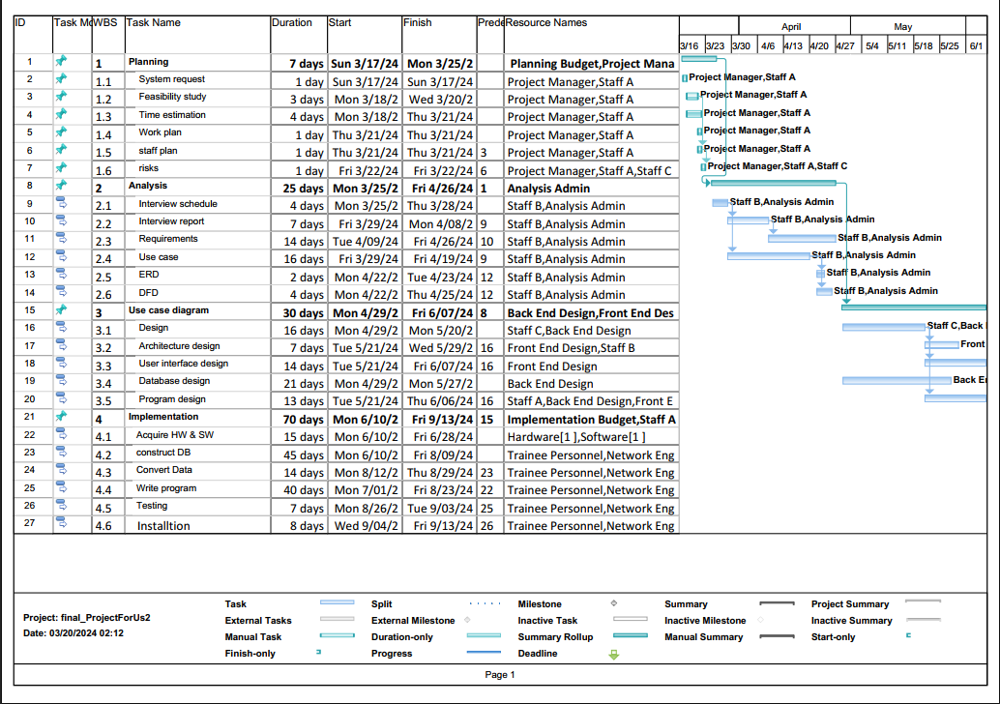 ID Task Mo WBS Task Name Duration Start Finish Prede Resource Names
April May
3/16 3/23 3/30 4/6 4/13 4/20 4/27 5/4 5/11 5/18 5/25 6/1
1 1 Planning 7 days Sun 3/17/24 Mon 3/25/2 Planning Budget,Project Mana
2 1.1 System request 1 day Sun 3/17/24 Sun 3/17/24 Project Manager,Staff A Project Manager,Staff A
3 1.2 Feasibility study 3 days Mon 3/18/2 Wed 3/20/2 Project Manager,Staff A Project Manager,Staff A
4 1.3 Time estimation 4 days Mon 3/18/2 Thu 3/21/24 Project Manager,Staff A Project Manager,Staff A
5 1.4 Work plan 1 day Thu 3/21/24 Thu 3/21/24 Project Manager,Staff A Project Manager,Staff A
6 1.5 staff plan 1 day Thu 3/21/24 Thu 3/21/24 3 Project Manager,Staff A Project Manager,Staff A
7 1.6 risks 1 day Fri 3/22/24 Fri 3/22/24 6 Project Manager,Staff A,Staff C Project Manager,Staff A,Staff C
8 2 Analysis 25 days Mon 3/25/2 Fri 4/26/24 1 Analysis Admin
9 2.1 Interview schedule 4 days Mon 3/25/2 Thu 3/28/24 Staff B,Analysis Admin Staff B,Analysis Admin
10 2.2 Interview report 7 days Fri 3/29/24 Mon 4/08/2 9 Staff B,Analysis Admin Staff B,Analysis Admin
11 2.3 Requirements 14 days Tue 4/09/24 Fri 4/26/24 10 Staff B,Analysis Admin Staff B,Analysis Admin
12 2.4 Use case 16 days Fri 3/29/24 Fri 4/19/24 9 Staff B,Analysis Admin Staff B,Analysis Admin
13 2.5 ERD 2 days Mon 4/22/2 Tue 4/23/24 12 Staff B,Analysis Admin Staff B,Analysis Admin
14 2.6 DFD 4 days Mon 4/22/2 Thu 4/25/24 12 Staff B,Analysis Admin Staff B,Analysis Admin
15 3 Use case diagram 30 days Mon 4/29/2 Fri 6/07/24 8 Back End Design,Front End Des
16 3.1 Design 16 days Mon 4/29/2 Mon 5/20/2 Staff C,Back End Design Staff C,Back
17 3.2 Architecture design 7 days Tue 5/21/24 Wed 5/29/2 16 Front End Design,Staff B Front
18 3.3 User interface design 14 days Tue 5/21/24 Fri 6/07/24 16 Front End Design
19 3.4 Database design 21 days Mon 4/29/2 Mon 5/27/2 Back End Design Back E
20 3.5 Program design 13 days Tue 5/21/24 Thu 6/06/24 16 Staff A,Back End Design,Front E
21 4 Implementation 70 days Mon 6/10/2 Fri 9/13/24 15 Implementation Budget,Staff A
22 4.1 Acquire HW & SW 15 days Mon 6/10/2 Fri 6/28/24 Hardware[1 ],Software[1 ]
23 4.2 construct DB 45 days Mon 6/10/2 Fri 8/09/24 Trainee Personnel,Network Eng
24 4.3 Convert Data 14 days Mon 8/12/2 Thu 8/29/24 23 Trainee Personnel,Network Eng
25 4.4 Write program 40 days Mon 7/01/2 Fri 8/23/24 22 Trainee Personnel,Network Eng
26 4.5 Testing 7 days Mon 8/26/2 Tue 9/03/24 25 Trainee Personnel,Network Eng
27 4.6 Installtion 8 days Wed 9/04/2 Fri 9/13/24 26 Trainee Personnel,Network Eng
Project: final_ProjectForUs2
Date: 03/20/2024 02:12
Task Split Milestone Summary Project Summary
External Tasks External Milestone Inactive Task Inactive Milestone Inactive Summary
Manual Task Duration-only Summary Rollup Manual Summary Start-only
Finish-only Progress Deadline
Page 1